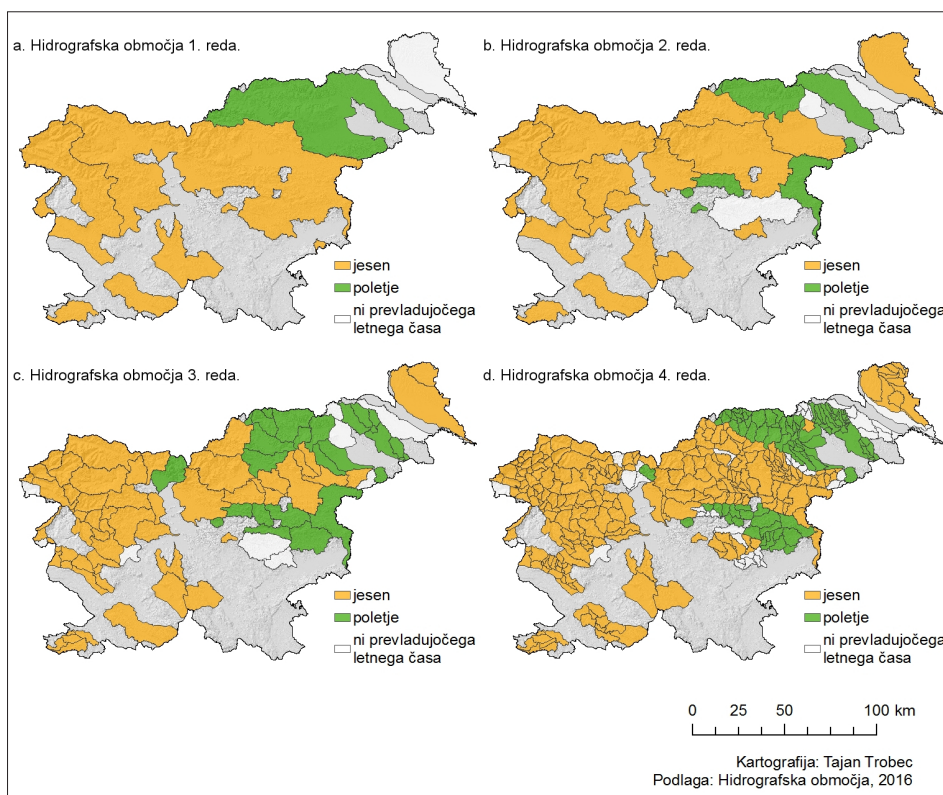 a. Hidrografska območja 1. reda.
jesen
poletje
ni prevladujočega
letnega časa
b. Hidrografska območja 2. reda.
jesen
poletje
ni prevladujočega
letnega časa
c. Hidrografska območja 3. reda.
jesen
poletje
ni prevladujočega
letnega časa
d. Hidrografska območja 4. reda.
jesen
poletje
ni prevladujočega
letnega časa
0 25 50 100 km
Kartografija: Tajan Trobec
Podlaga: Hidrografska območja, 2016